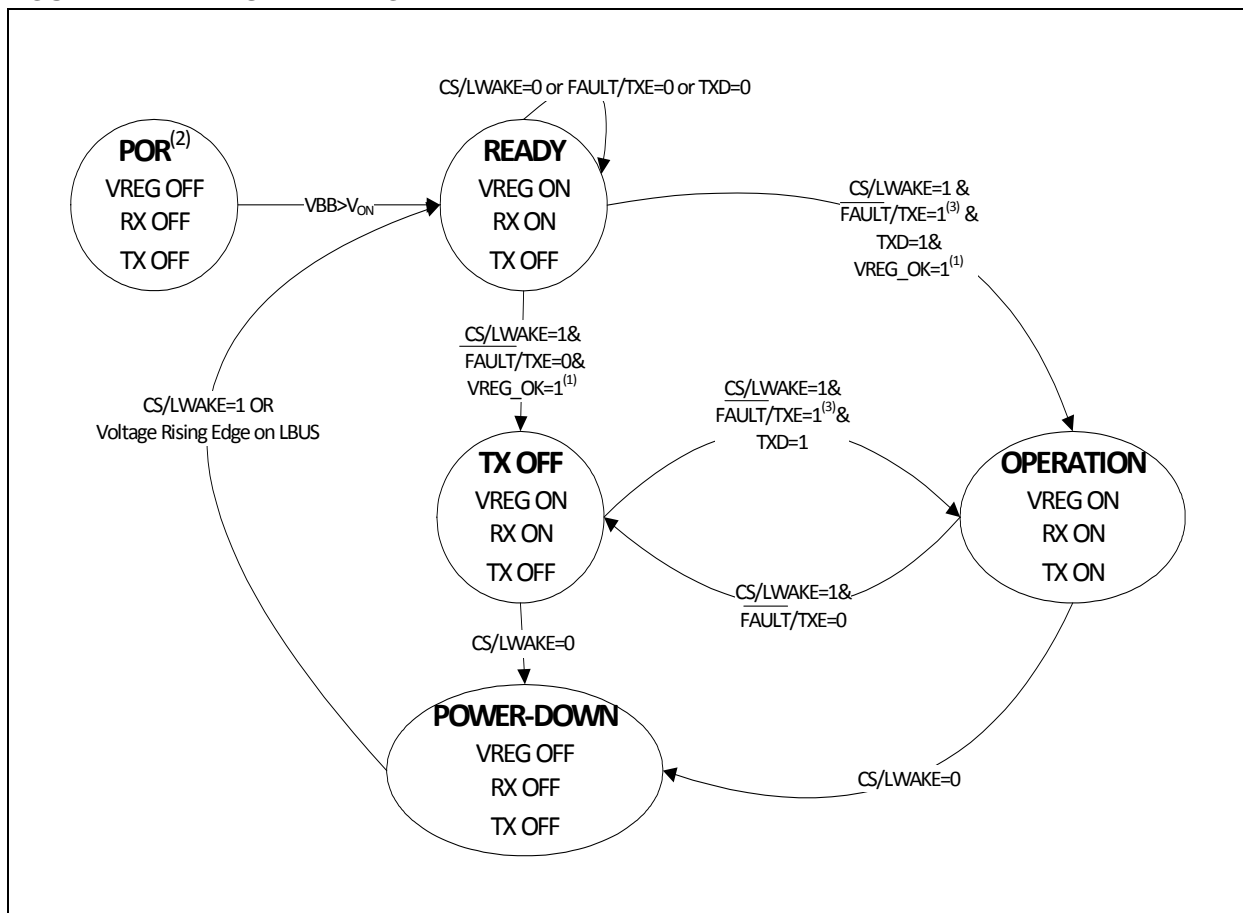 CS/LWAKE=0 or FAULT/TXE=0 or TXD=0
POR(2)
VREG OFF
RX OFF
TX OFF
VBB>VON
READY
VREG ON
RX ON
TX OFF
CS/LWAKE=1 &
FAULT/TXE=1(3) &
TXD=1&
VREG_OK=1(1)
CS/LWAKE=1&
FAULT/TXE=0&
VREG_OK=1(1)
CS/LWAKE=1 OR
Voltage Rising Edge on LBUS
CS/LWAKE=1&
FAULT/TXE=1(3)&
TXD=1
TX OFF
VREG ON
RX ON
TX OFF
OPERATION
VREG ON
RX ON
TX ON
CS/LWAKE=1&
FAULT/TXE=0
CS/LWAKE=0
POWER-DOWN
VREG OFF
RX OFF
TX OFF
CS/LWAKE=0